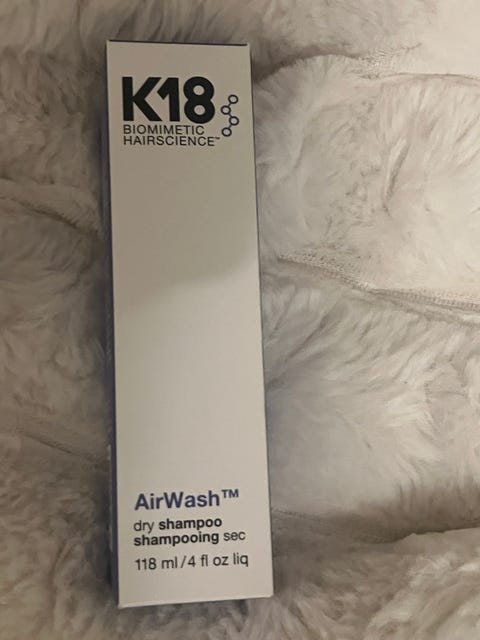 K18
BIOMIMETIC
HAIRSCIENCE™
AirWash™
dry shampoo
shampooing sec
118 ml/4 fl oz liq